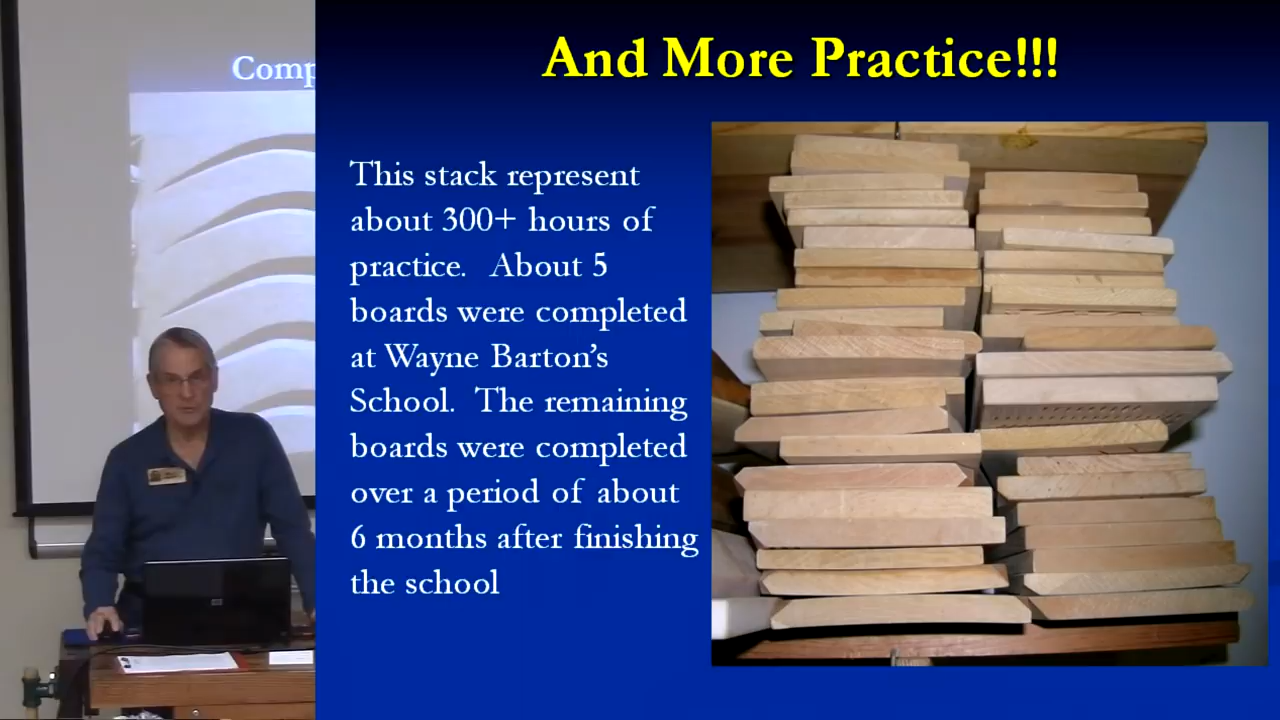 Comp
And More Practice!!!
This stack represent
about 300+ hours of
practice.  About 5
boards were completed
at Wayne Barton’s
School.  The remaining
boards were completed
over a period of about
6 months after finishing
the school